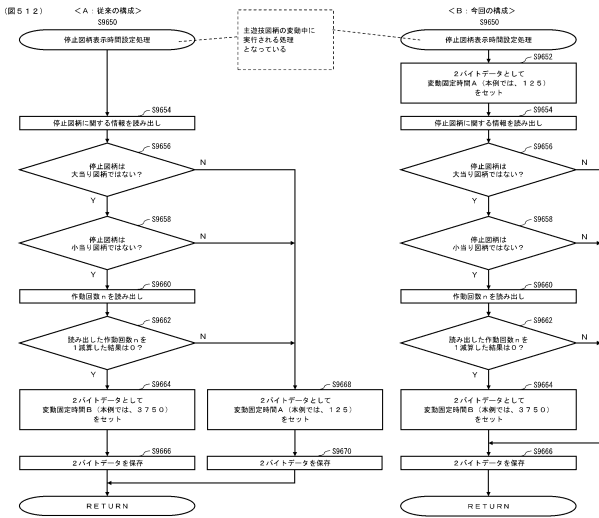 (図512)
＜A：従来の構成＞
S9650
停止図柄表示時間設定処理
主遊技図柄の変動中に
実行される処理
となっている
S9654
停止図柄に関する情報を読み出し
S9656
停止図柄は
大当り図柄ではない？
N
Y
S9658
停止図柄は
小当り図柄ではない？
N
Y
S9660
作動回数nを読み出し
S9662
読み出した作動回数nを
1減算した結果は0？
N
Y
S9664
2バイトデータとして
変動固定時間B（本例では、3750）
をセット
S9668
2バイトデータとして
変動固定時間A（本例では、125）
をセット
S9666
2バイトデータを保存
S9670
2バイトデータを保存
RETURN
＜B：今回の構成＞
S9650
停止図柄表示時間設定処理
S9652
2バイトデータとして
変動固定時間A（本例では、125）
をセット
S9654
停止図柄に関する情報を読み出し
S9656
停止図柄は
大当り図柄ではない？
N
Y
S9658
停止図柄は
小当り図柄ではない？
N
Y
S9660
作動回数nを読み出し
S9662
読み出した作動回数nを
1減算した結果は0？
N
Y
S9664
2バイトデータとして
変動固定時間B（本例では、3750）
をセット
S9666
2バイトデータを保存
RETURN